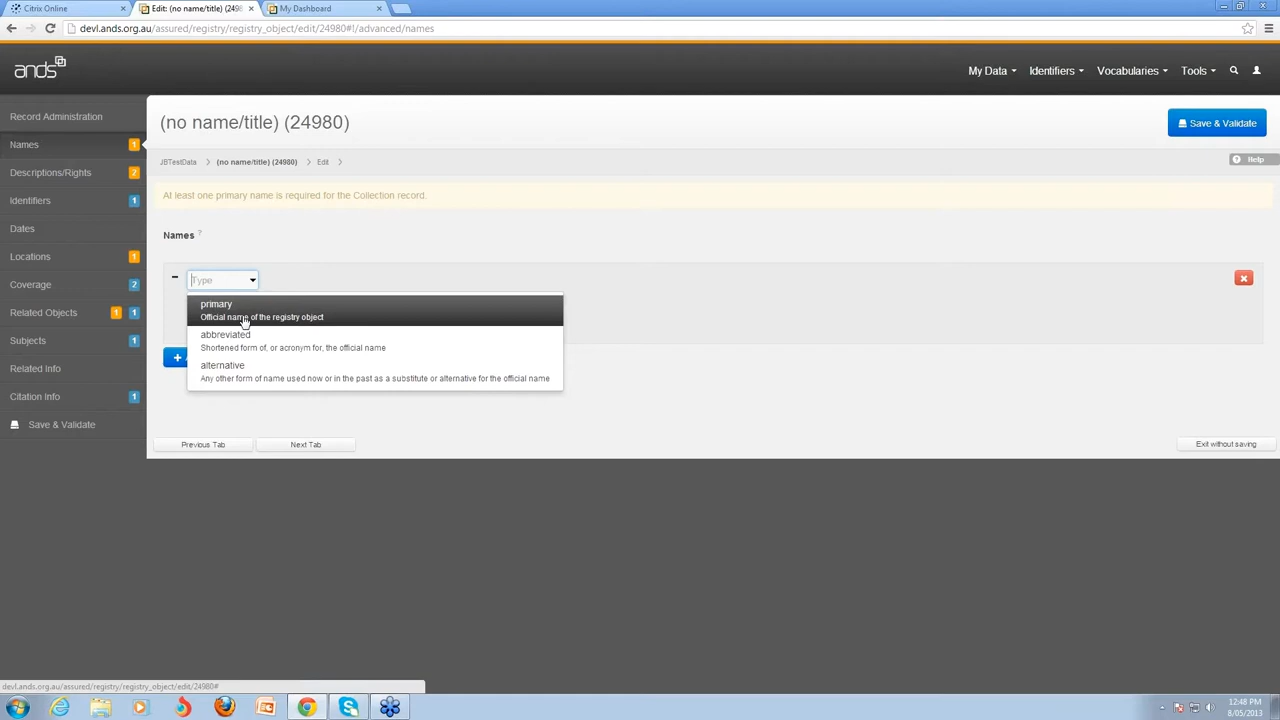 Citrix Online
Edit: (no name/title) (2498
My Dashboard
devl.ands.org.au/assured/registry/registry_object/edit/24980#!/advanced/names
ands
My Data
Identifiers
Vocabularies
Tools
Record Administration
Names
1
Descriptions/Rights
2
Identifiers
1
Dates
Locations
1
Coverage
2
Related Objects
1
1
Subjects
1
Related Info
Citation Info
1
Save & Validate
(no name/title) (24980)
Save & Validate
JBTestData
(no name/title) (24980)
Edit
Help
At least one primary name is required for the Collection record.
Names ?
Type
primary
Official name of the registry object
abbreviated
Shortened form of, or acronym for, the official name
alternative
Any other form of name used now or in the past as a substitute or alternative for the official name
Previous Tab
Next Tab
Exit without saving
devl.ands.org.au/assured/registry/registry_object/edit/24980#
12:48 PM
8/05/2013